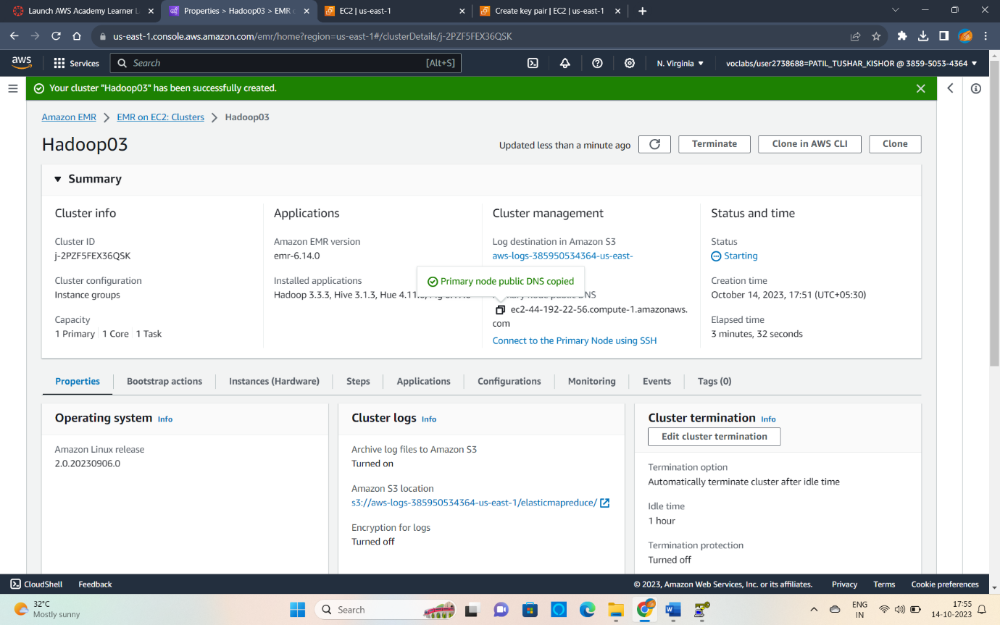 Launch AWS Academy Learner L
Properties > Hadoop03 > EMR
EC2 | us-east-1
Create key pair | EC2 | us-east-1
us-east-1.console.aws.amazon.com/emr/home?region=us-east-1#/clusterDetails/j-2PZF5FEX36QSK
aws
Services
Search
[Alt+S]
N. Virginia
voclabs/user2738688=PATIL_TUSHAR_KISHOR @ 3859-5053-4364
Your cluster "Hadoop03" has been successfully created.
Amazon EMR
EMR on EC2: Clusters
Hadoop03
Hadoop03
Updated less than a minute ago
Terminate
Clone in AWS CLI
Clone
Summary
Cluster info
Cluster ID
j-2PZF5FEX36QSK
Cluster configuration
Instance groups
Capacity
1 Primary
1 Core
1 Task
Applications
Amazon EMR version
emr-6.14.0
Installed applications
Hadoop 3.3.3, Hive 3.1.3, Hue 4.11.0,
Cluster management
Log destination in Amazon S3
aws-logs-385950534364-us-east-
Primary node public DNS copied
node public DNS
ec2-44-192-22-56.compute-1.amazonaws.
com
Connect to the Primary Node using SSH
Status and time
Status
Starting
Creation time
October 14, 2023, 17:51 (UTC+05:30)
Elapsed time
3 minutes, 32 seconds
Properties
Bootstrap actions
Instances (Hardware)
Steps
Applications
Configurations
Monitoring
Events
Tags (0)
Operating system
Info
Amazon Linux release
2.0.20230906.0
Cluster logs
Info
Archive log files to Amazon S3
Turned on
Amazon S3 location
s3://aws-logs-385950534364-us-east-1/elasticmapreduce/
Encryption for logs
Turned off
Cluster termination
Info
Edit cluster termination
Termination option
Automatically terminate cluster after idle time
Idle time
1 hour
Termination protection
Turned off
CloudShell
Feedback
© 2023, Amazon Web Services, Inc. or its affiliates.
Privacy
Terms
Cookie preferences
32°C
Mostly sunny
Search
ENG
IN
17:55
14-10-2023